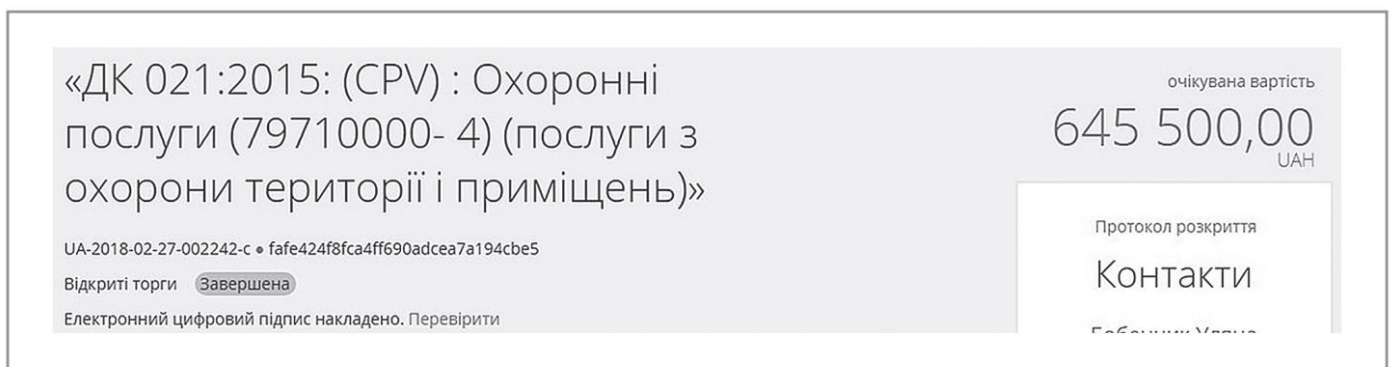 «ДК 021:2015: (CPV) : Охоронні
послуги (79710000- 4) (послуги з
охорони території і приміщень)»
UA-2018-02-27-002242-c • fafe424f8fca4ff690adcea7a194cbe5
Відкриті торги Завершена
Електронний цифровий підпис накладено. Перевірити
очікувана вартість
645 500,00
UAH
Протокол розкриття
Контакти